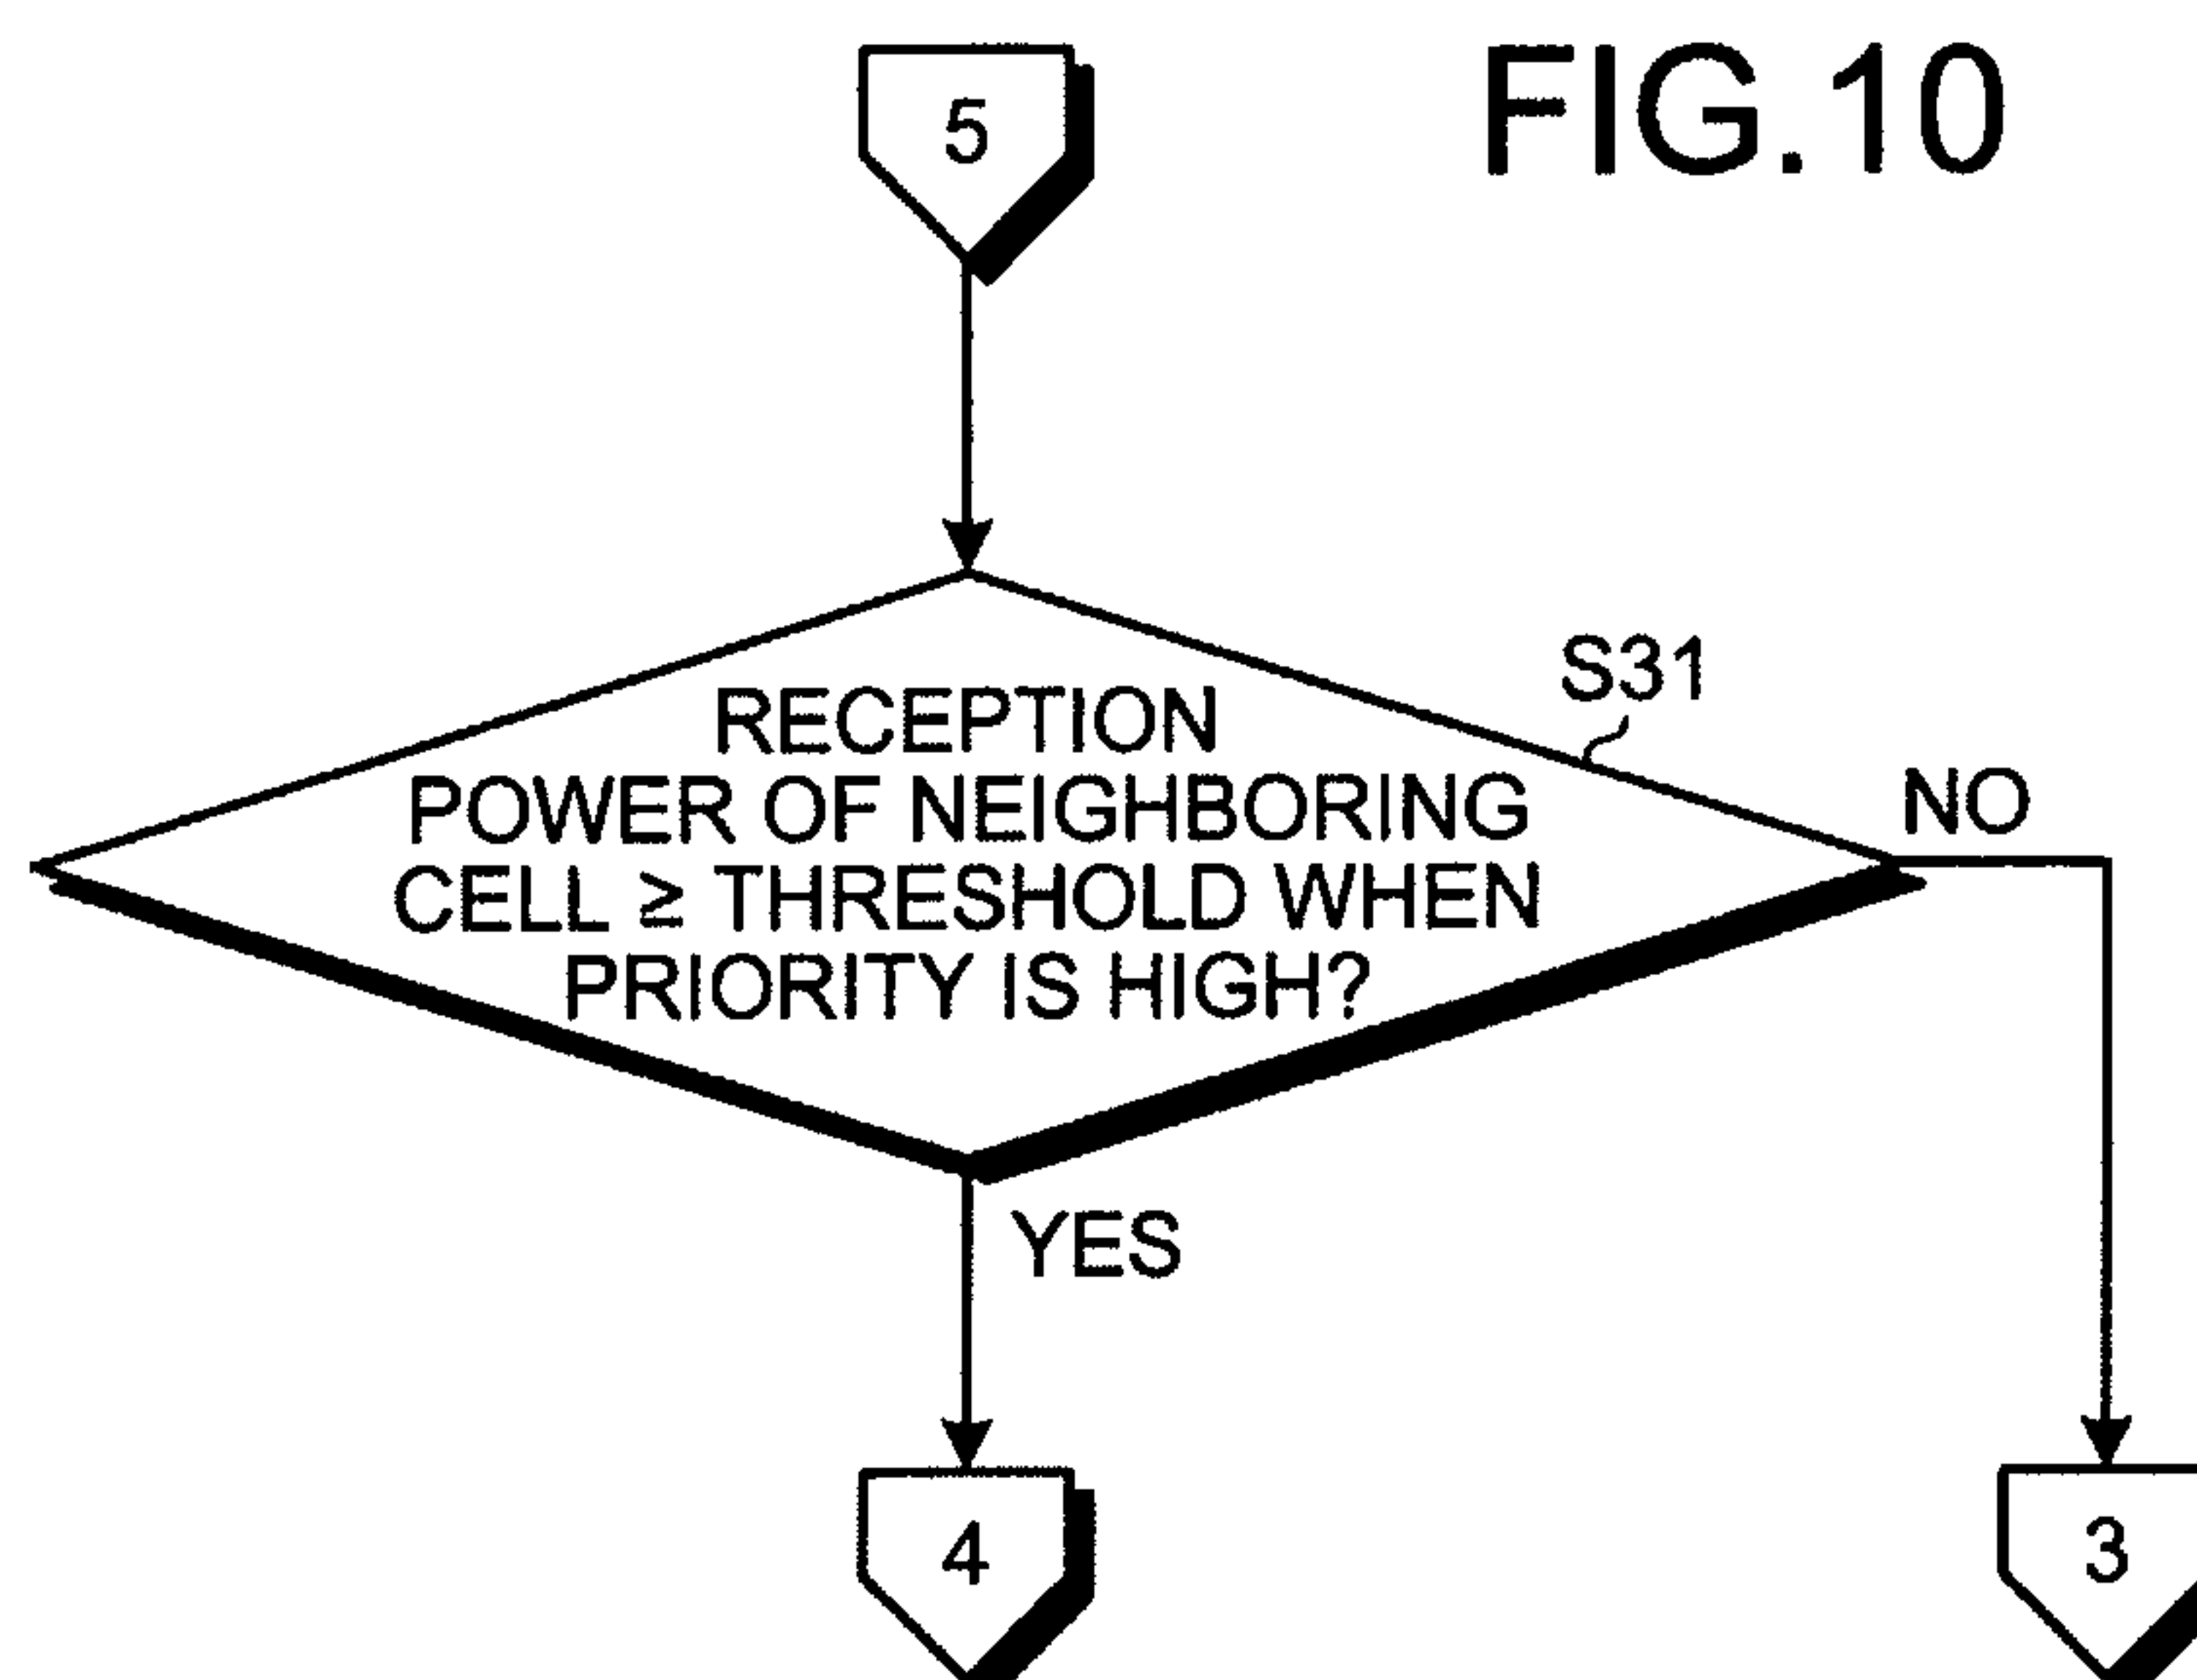 FIG.10
5
S31
RECEPTION
POWER OF NEIGHBORING
CELL ≥ THRESHOLD WHEN
PRIORITY IS HIGH?
NO
YES
4
3